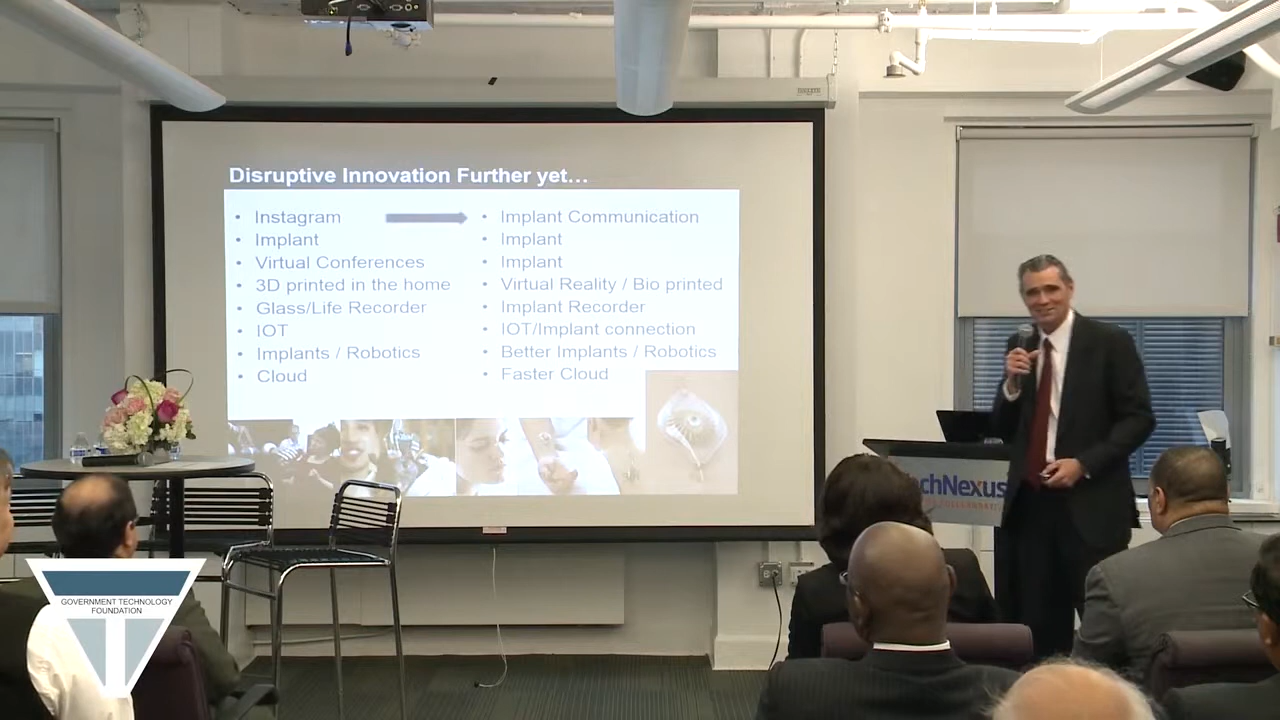 Disruptive Innovation Further yet...
• Instagram
• Implant
• Virtual Conferences
• 3D printed in the home
• Glass/Life Recorder
• IOT
• Implants / Robotics
• Cloud
• Implant Communication
• Implant
• Implant
• Virtual Reality / Bio printed
• Implant Recorder
• IOT/Implant connection
• Better Implants / Robotics
• Faster Cloud
chNexus
GOVERNMENT TECHNOLOGY
FOUNDATION